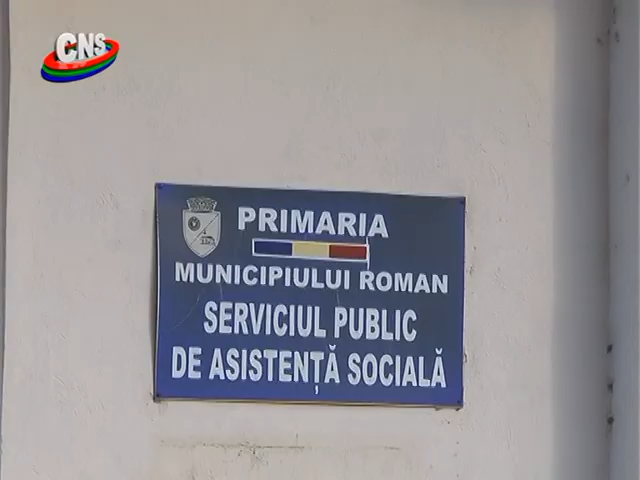 CNS
PRIMARIA
MUNICIPIULUI ROMAN
SERVICIUL PUBLIC
DE ASISTENȚĂ SOCIALĂ